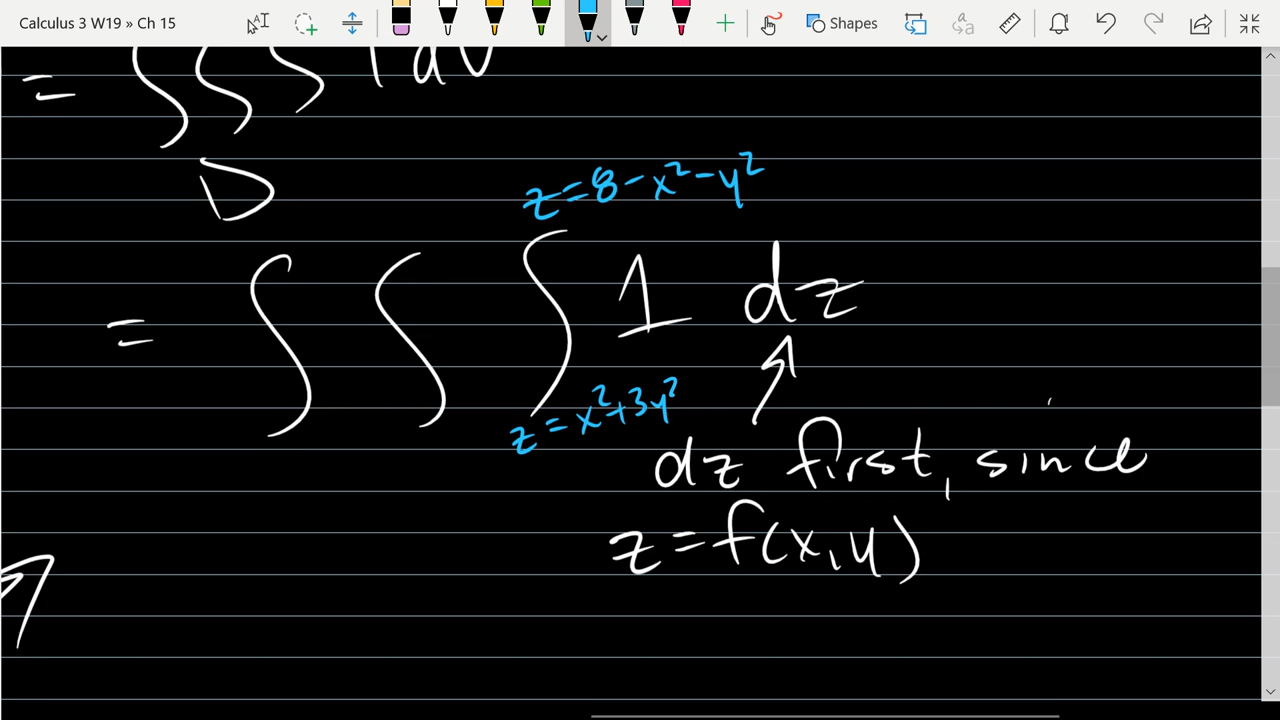 Calculus 3 W19 » Ch 15
Shapes
= ∫∫∫ 1 dV
D
z=8-x²-y²
= ∫ ∫ ∫ 1 dz
z=x²+3y²
dz first, since
z=f(x,y)